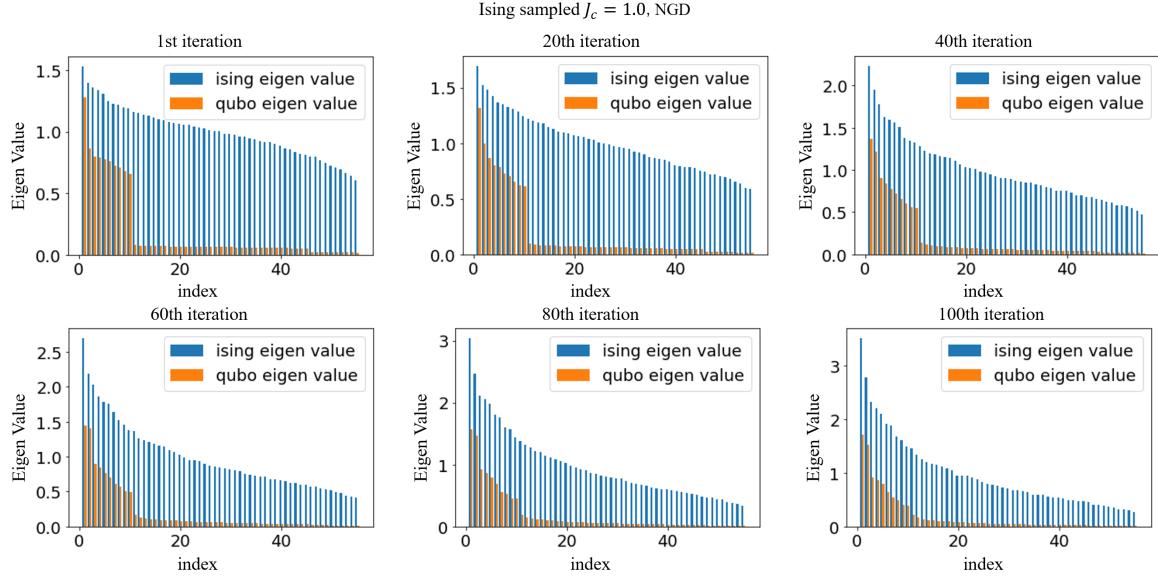 Ising sampled J_c = 1.0, NGD
1st iteration
1.5
1.0
0.5
0.0
Eigen Value
ising eigen value
qubo eigen value
0 20 40
index
20th iteration
1.5
1.0
0.5
0.0
Eigen Value
ising eigen value
qubo eigen value
0 20 40
index
40th iteration
2.0
1.5
1.0
0.5
0.0
Eigen Value
ising eigen value
qubo eigen value
0 20 40
index
60th iteration
2.5
2.0
1.5
1.0
0.5
0.0
Eigen Value
ising eigen value
qubo eigen value
0 20 40
index
80th iteration
3
2
1
0
Eigen Value
ising eigen value
qubo eigen value
0 20 40
index
100th iteration
3
2
1
0
Eigen Value
ising eigen value
qubo eigen value
0 20 40
index